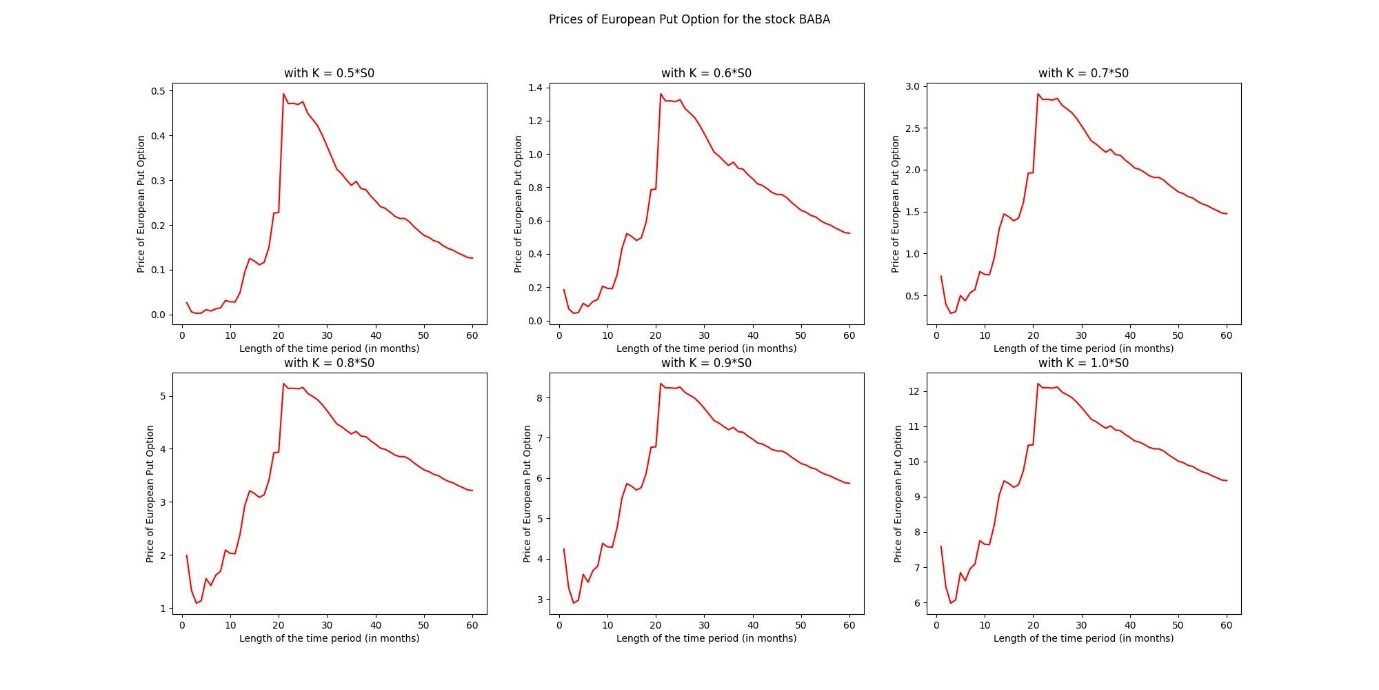 Prices of European Put Option for the stock BABA
with K = 0.5*S0
Price of European Put Option
0.5
0.4
0.3
0.2
0.1
0.0
0 10 20 30 40 50 60
Length of the time period (in months)
with K = 0.6*S0
Price of European Put Option
1.4
1.2
1.0
0.8
0.6
0.4
0.2
0.0
0 10 20 30 40 50 60
Length of the time period (in months)
with K = 0.7*S0
Price of European Put Option
3.0
2.5
2.0
1.5
1.0
0.5
0 10 20 30 40 50 60
Length of the time period (in months)
with K = 0.8*S0
Price of European Put Option
5
4
3
2
1
0 10 20 30 40 50 60
Length of the time period (in months)
with K = 0.9*S0
Price of European Put Option
8
7
6
5
4
3
0 10 20 30 40 50 60
Length of the time period (in months)
with K = 1.0*S0
Price of European Put Option
12
11
10
9
8
7
6
0 10 20 30 40 50 60
Length of the time period (in months)